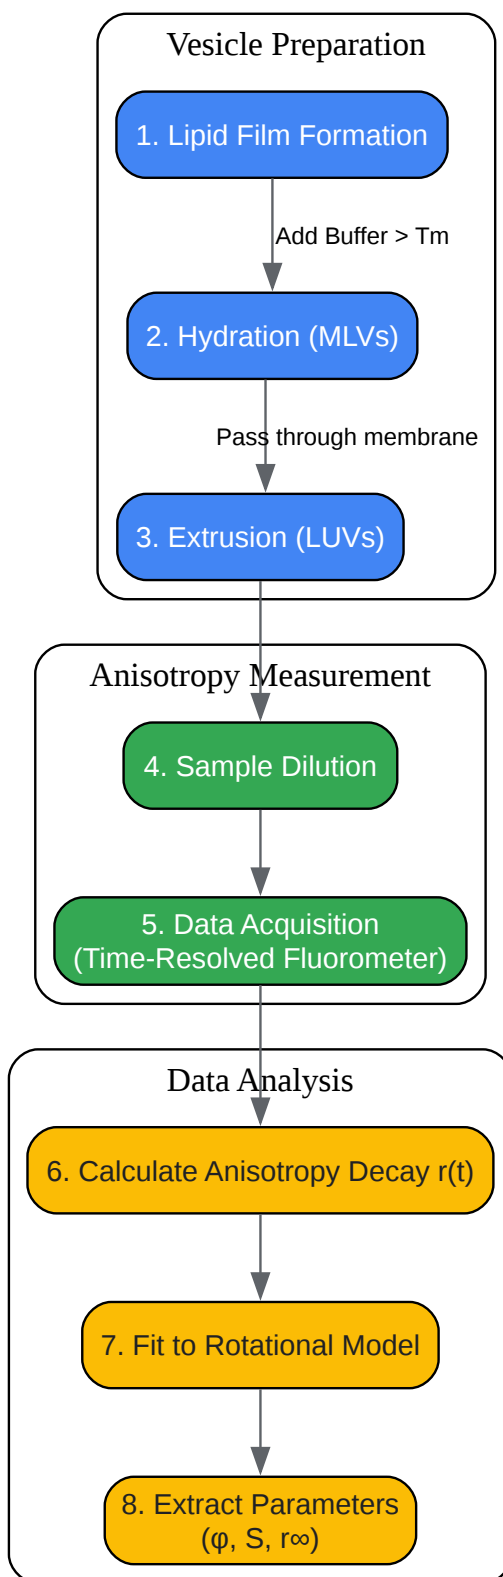 Vesicle Preparation
1. Lipid Film Formation
Add Buffer > Tm
2. Hydration (MLVs)
Pass through membrane
3. Extrusion (LUVs)
Anisotropy Measurement
4. Sample Dilution
5. Data Acquisition
(Time-Resolved Fluorometer)
Data Analysis
6. Calculate Anisotropy Decay r(t)
7. Fit to Rotational Model
8. Extract Parameters
(φ, S, r∞)